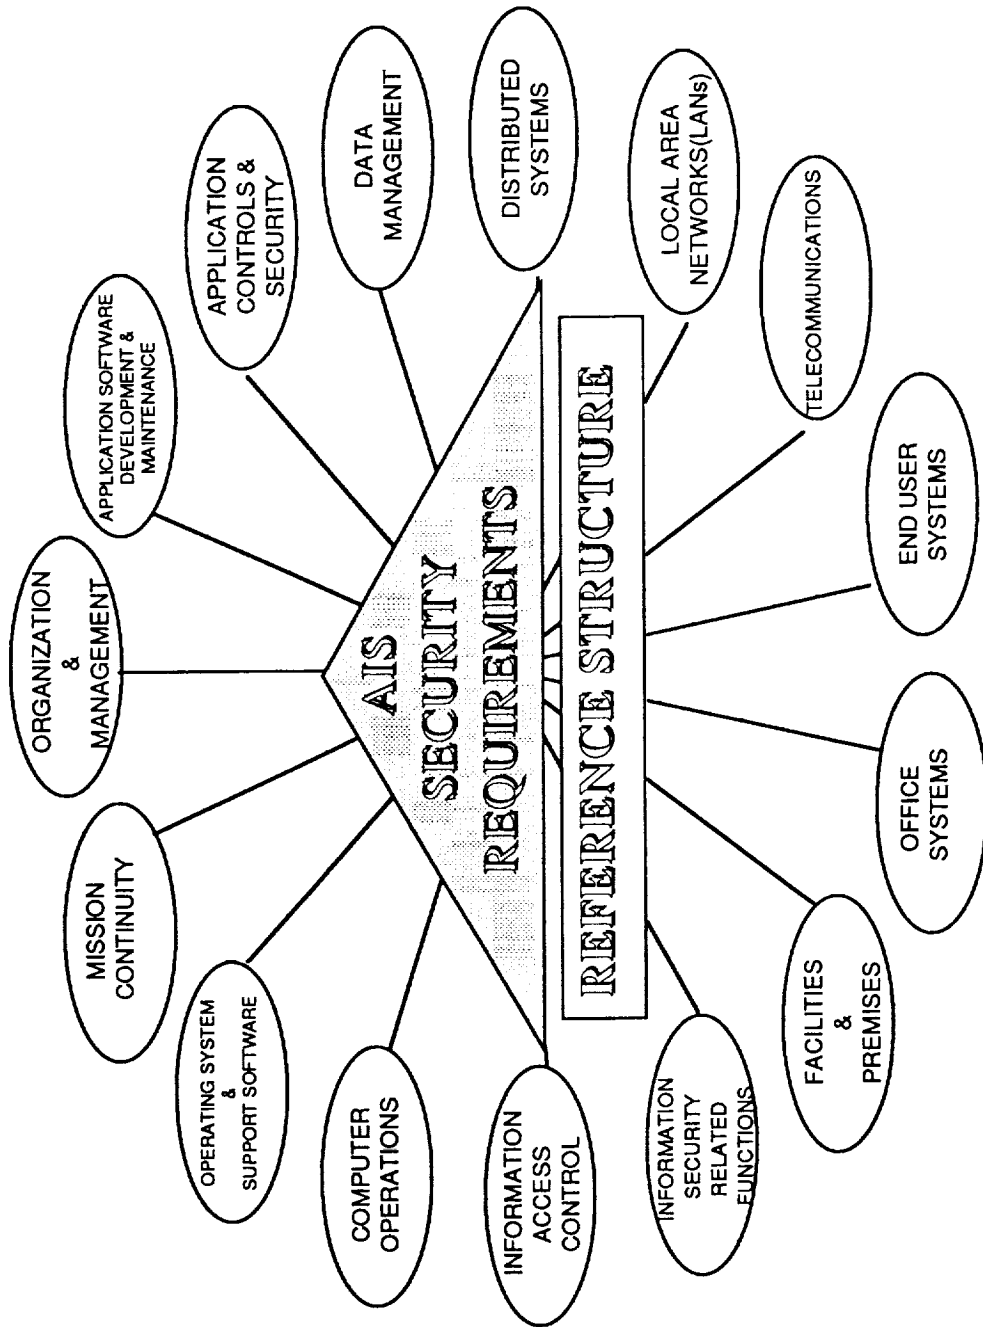 ORGANIZATION
&
MANAGEMENT
APPLICATION SOFTWARE
DEVELOPMENT &
MAINTENANCE
APPLICATION
CONTROLS &
SECURITY
DATA
MANAGEMENT
DISTRIBUTED
SYSTEMS
LOCAL AREA
NETWORKS(LANs)
TELECOMMUNICATIONS
END USER
SYSTEMS
OFFICE
SYSTEMS
FACILITIES
&
PREMISES
INFORMATION
SECURITY
RELATED
FUNCTIONS
INFORMATION
ACCESS
CONTROL
COMPUTER
OPERATIONS
OPERATING SYSTEM
&
SUPPORT SOFTWARE
MISSION
CONTINUITY
AIS
SECURITY
REQUIREMENTS
REFERENCE STRUCTURE